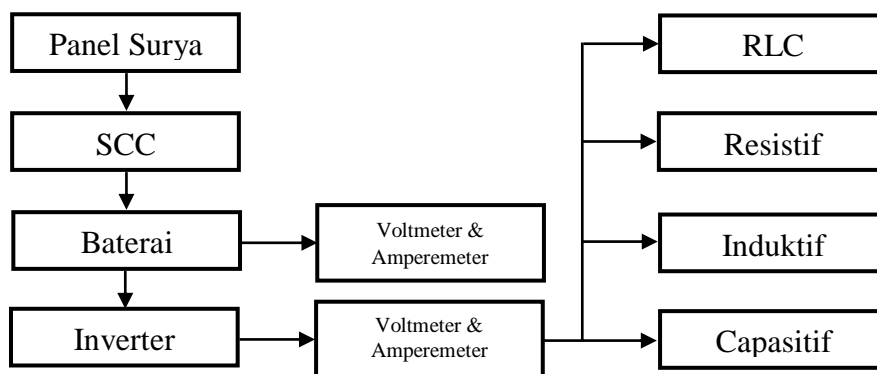 Panel Surya
SCC
Baterai
Inverter
Voltmeter &
Amperemeter
Voltmeter &
Amperemeter
RLC
Resistif
Induktif
Capasitif